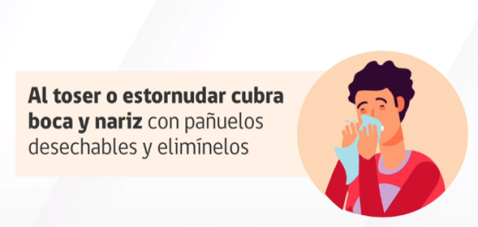 Al toser o estornudar cubra
boca y nariz con pañuelos
desechables y elimínelos